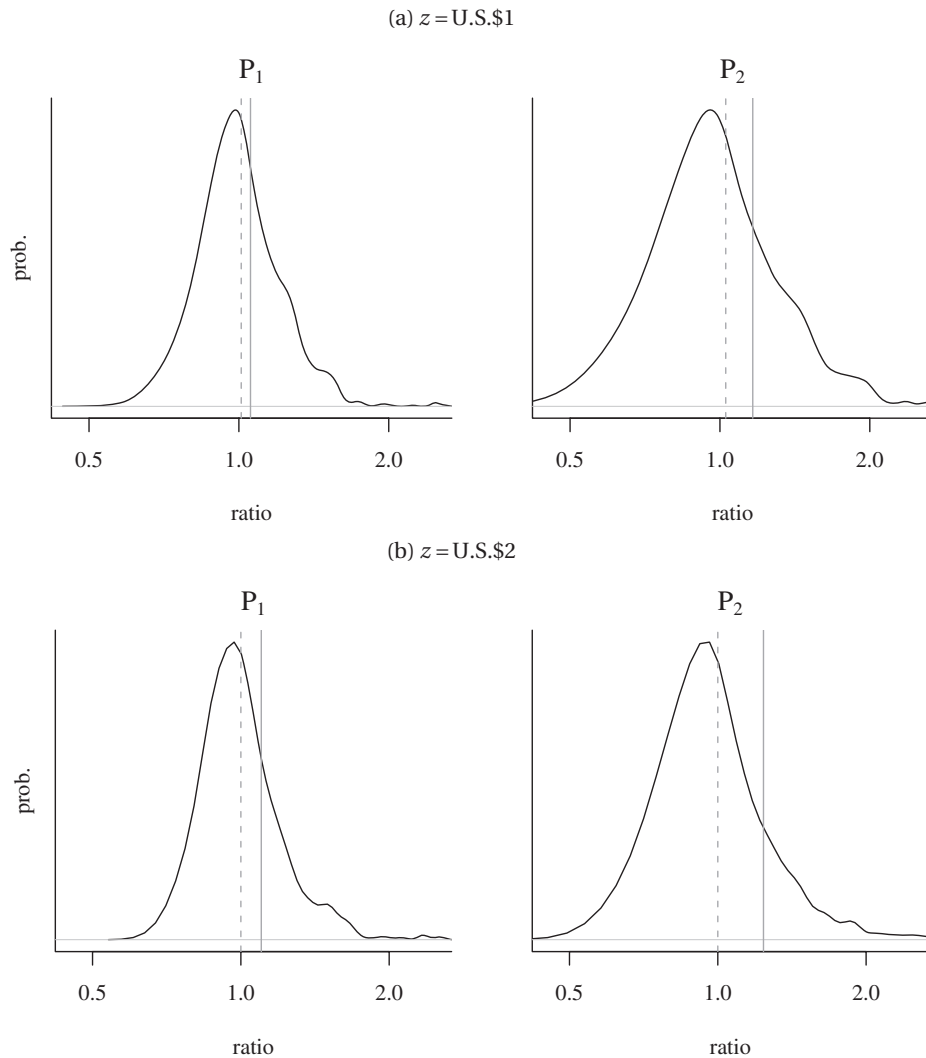 (a) z = U.S.$1
P1 P2
prob.
0.5 1.0 2.0 0.5 1.0 2.0
ratio ratio
(b) z = U.S.$2
P1 P2
prob.
0.5 1.0 2.0 0.5 1.0 2.0
ratio ratio